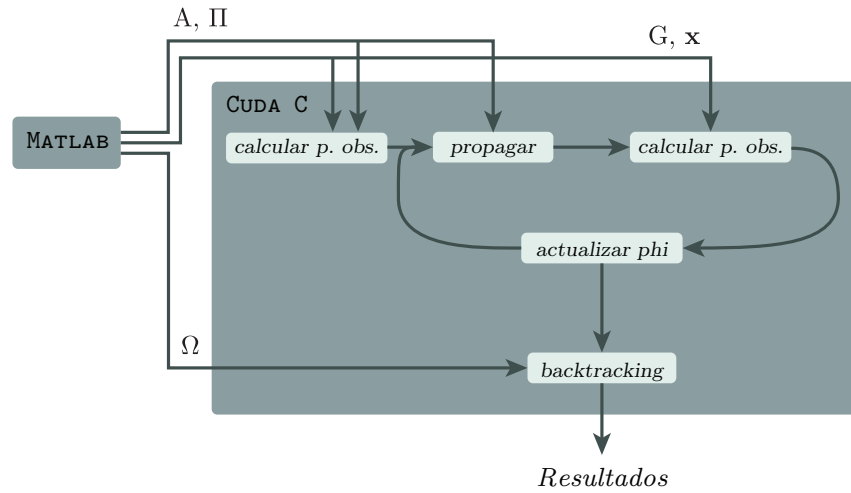 A, Π
G, x
CUDA C
MATLAB
calcular p. obs.
propagar
calcular p. obs.
actualizar phi
Ω
backtracking
Resultados